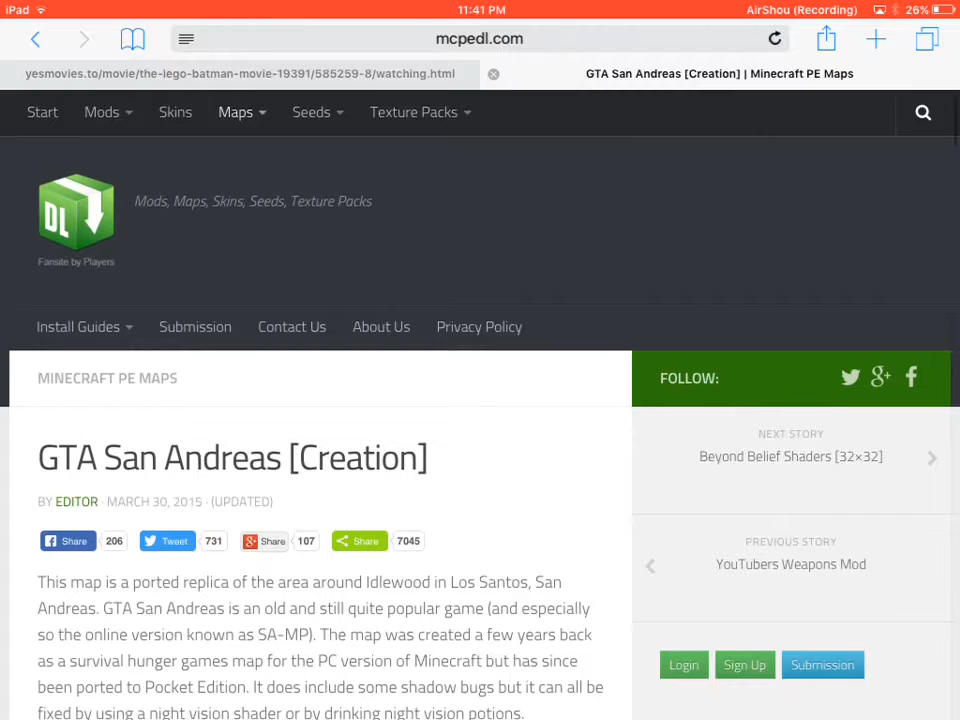 iPad
11:41 PM
AirShou (Recording)
26%
mcpedl.com
yesmovies.to/movie/the-lego-batman-movie-19391/585259-8/watching.html
GTA San Andreas [Creation] | Minecraft PE Maps
Start
Mods
Skins
Maps
Seeds
Texture Packs
DL
Mods, Maps, Skins, Seeds, Texture Packs
Fansite by Players
Install Guides
Submission
Contact Us
About Us
Privacy Policy
MINECRAFT PE MAPS
FOLLOW:
NEXT STORY
Beyond Belief Shaders [32×32]
PREVIOUS STORY
YouTubers Weapons Mod
Login
Sign Up
Submission
GTA San Andreas [Creation]
BY EDITOR · MARCH 30, 2015 · (UPDATED)
Share 206
Tweet 731
Share 107
Share 7045
This map is a ported replica of the area around Idlewood in Los Santos, San
Andreas. GTA San Andreas is an old and still quite popular game (and especially
so the online version known as SA-MP). The map was created a few years back
as a survival hunger games map for the PC version of Minecraft but has since
been ported to Pocket Edition. It does include some shadow bugs but it can all be
fixed by using a night vision shader or by drinking night vision potions.